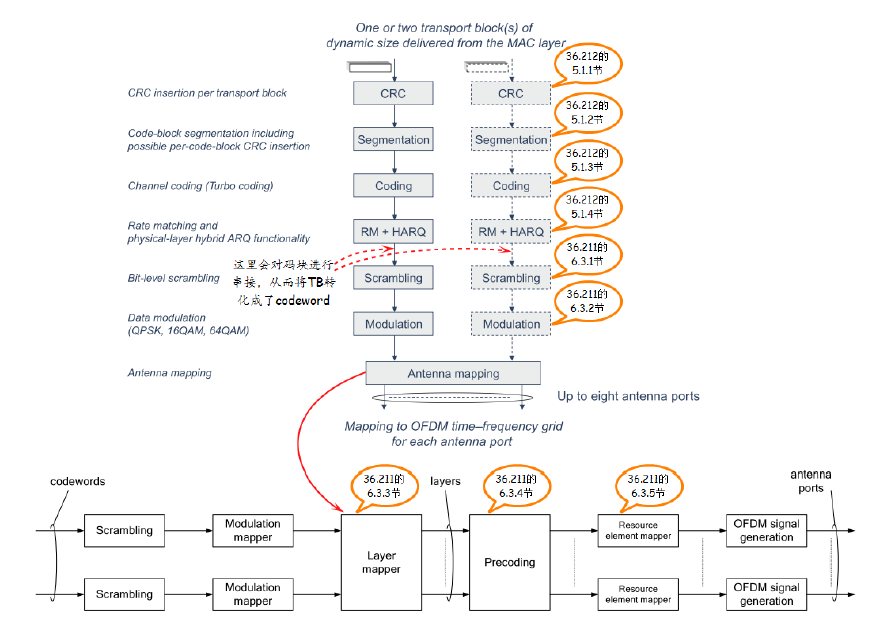 One or two transport block(s) of
dynamic size delivered from the MAC layer
36.212的
5.1.1节
CRC insertion per transport block
CRC
CRC
36.212的
5.1.2节
Code-block segmentation including
possible per-code-block CRC insertion
Segmentation
Segmentation
36.212的
5.1.3节
Channel coding (Turbo coding)
Coding
Coding
36.212的
5.1.4节
Rate matching and
physical-layer hybrid ARQ functionality
RM + HARQ
RM + HARQ
36.211的
6.3.1节
这里会对码块进行
串接，从而将TB转
化成了codeword
Bit-level scrambling
Scrambling
Scrambling
36.211的
6.3.2节
Data modulation
(QPSK, 16QAM, 64QAM)
Modulation
Modulation
Antenna mapping
Antenna mapping
Up to eight antenna ports
Mapping to OFDM time–frequency grid
for each antenna port
codewords
36.211的
6.3.3节
layers
36.211的
6.3.4节
36.211的
6.3.5节
antenna
ports
Scrambling
Modulation
mapper
Layer
mapper
Precoding
Resource
element mapper
OFDM signal
generation
Scrambling
Modulation
mapper
Resource
element mapper
OFDM signal
generation